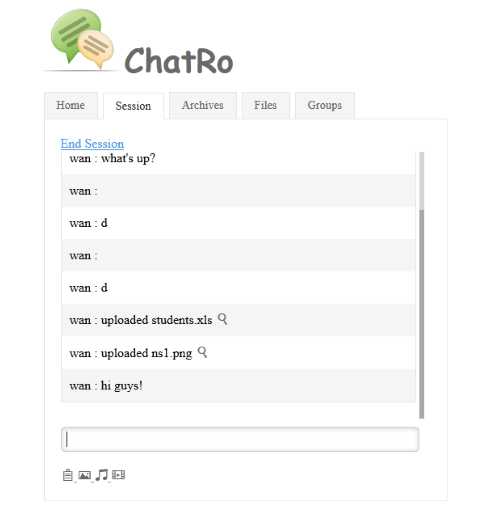 ChatRo
Home Session Archives Files Groups
End Session
wan : what's up?
wan :
wan : d
wan :
wan : d
wan : uploaded students.xls
wan : uploaded ns1.png
wan : hi guys!